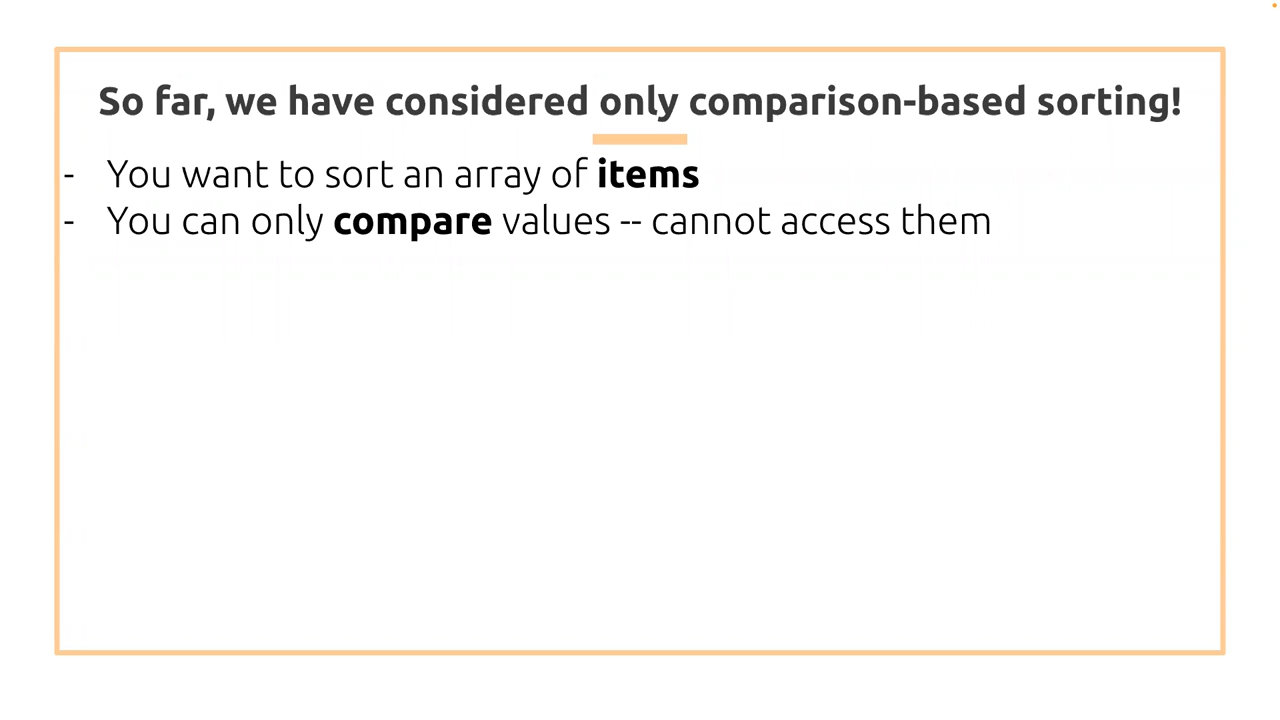 So far, we have considered only comparison-based sorting!
- You want to sort an array of items
- You can only compare values -- cannot access them